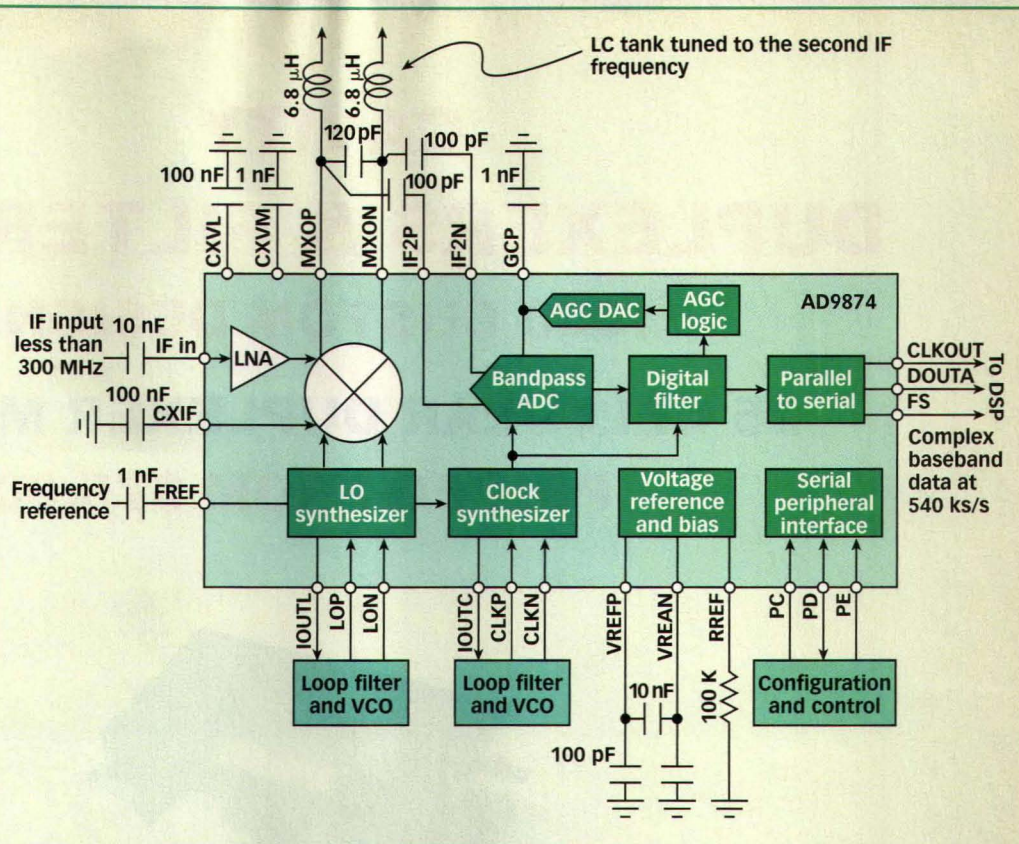 LC tank tuned to the second IF
frequency
6.8 µH
6.8 µH
120 pF
100 pF
100 nF
1 nF
100 pF
1 nF
CXVL
CXVM
MXOP
MXON
IF2P
IF2N
GCP
AD9874
AGC DAC
AGC
logic
IF input
less than
300 MHz
10 nF
IF in
LNA
100 nF
CXIF
Bandpass
ADC
Digital
filter
Parallel
to serial
CLKOUT
DOUTA
FS
To DSP
Complex
baseband
data at
540 ks/s
Frequency
reference
1 nF
FREF
LO
synthesizer
Clock
synthesizer
Voltage
reference
and bias
Serial
peripheral
interface
IOUTL
LOP
LON
IOUTC
CLKP
CLKN
VREFP
VREAN
RREF
PC
PD
PE
Loop filter
and VCO
Loop filter
and VCO
10 nF
100 K
100 pF
Configuration
and control